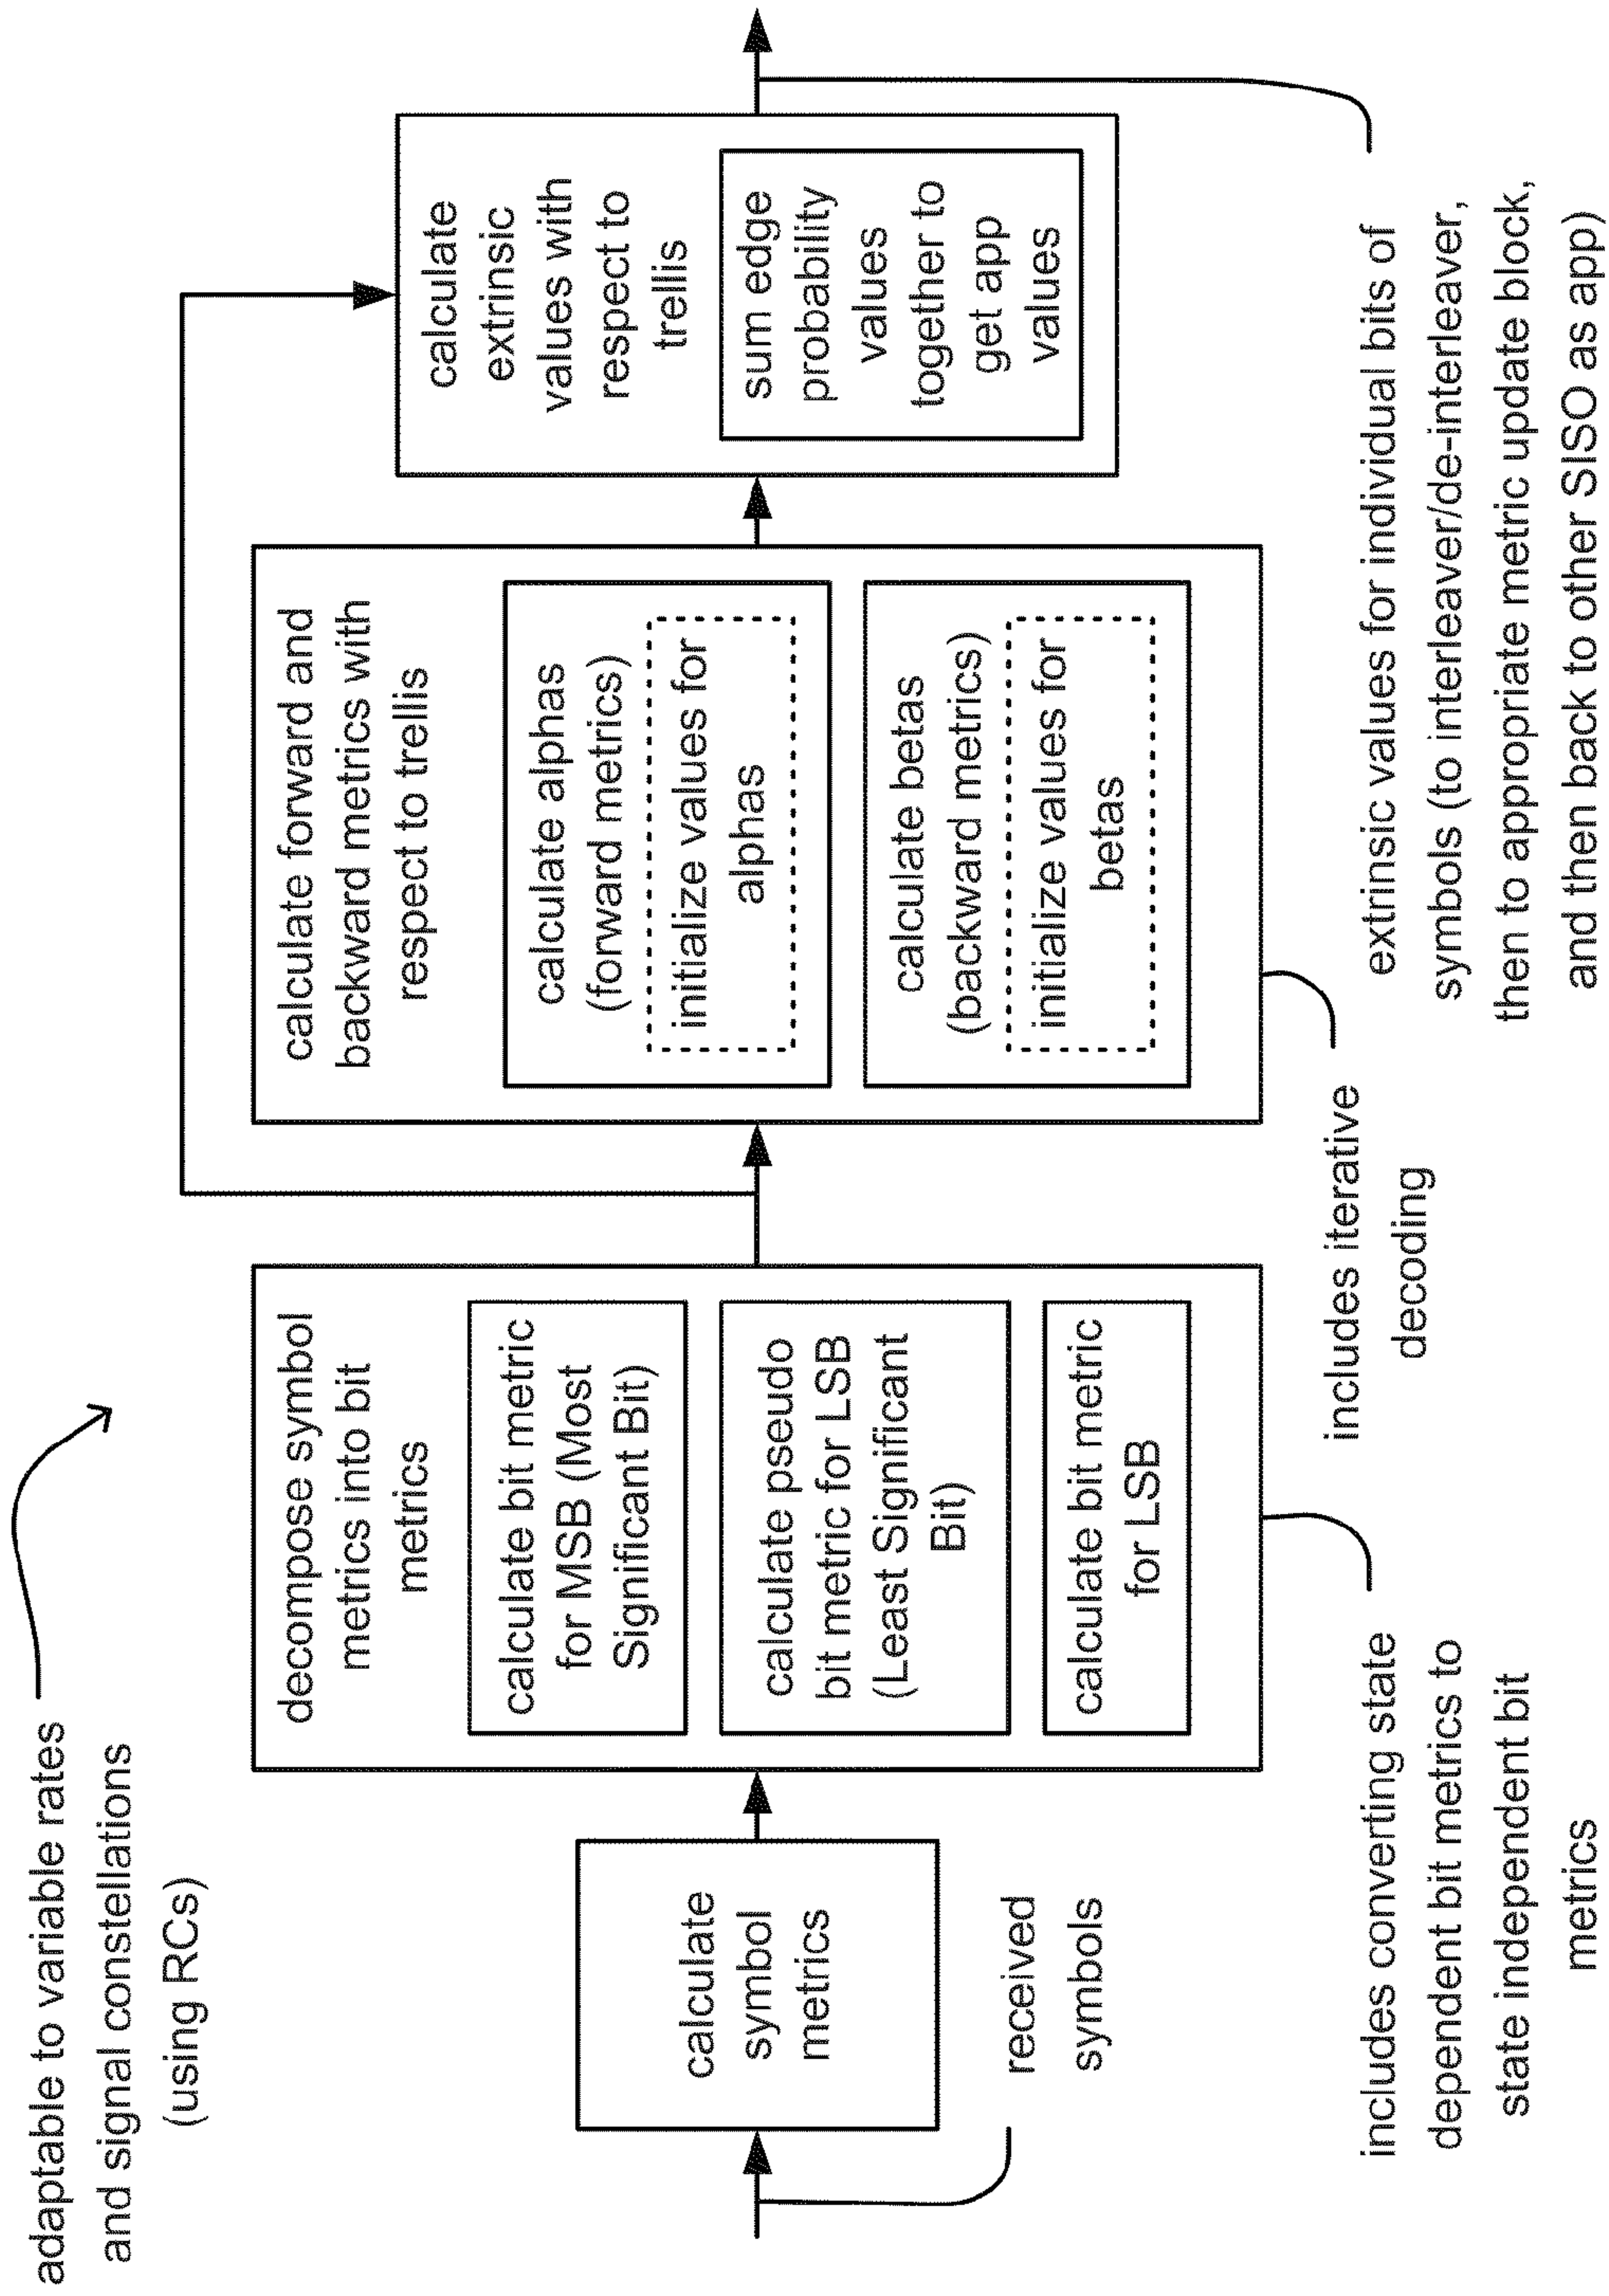 adaptable to variable rates
and signal constellations
(using RCs)
calculate
symbol
metrics
received
symbols
decompose symbol
metrics into bit
metrics
calculate bit metric
for MSB (Most
Significant Bit)
calculate pseudo
bit metric for LSB
(Least Significant
Bit)
calculate bit metric
for LSB
includes converting state
dependent bit metrics to
state independent bit
metrics
calculate forward and
backward metrics with
respect to trellis
calculate alphas
(forward metrics)
initialize values for
alphas
calculate betas
(backward metrics)
initialize values for
betas
includes iterative
decoding
calculate
extrinsic
values with
respect to
trellis
sum edge
probability
values
together to
get app
values
extrinsic values for individual bits of
symbols (to interleaver/de-interleaver,
then to appropriate metric update block,
and then back to other SISO as app)